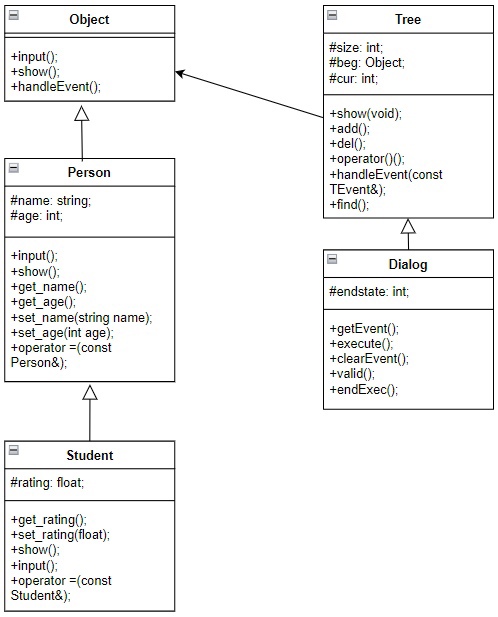 Object
+input();
+show();
+handleEvent();
Person
#name: string;
#age: int;
+input();
+show();
+get_name();
+get_age();
+set_name(string name);
+set_age(int age);
+operator =(const
Person&);
Student
#rating: float;
+get_rating();
+set_rating(float);
+show();
+input();
+operator =(const
Student&);
Tree
#size: int;
#beg: Object;
#cur: int;
+show(void);
+add();
+del();
+operator()();
+handleEvent(const
TEvent&);
+find();
Dialog
#endstate: int;
+getEvent();
+execute();
+clearEvent();
+valid();
+endExec();